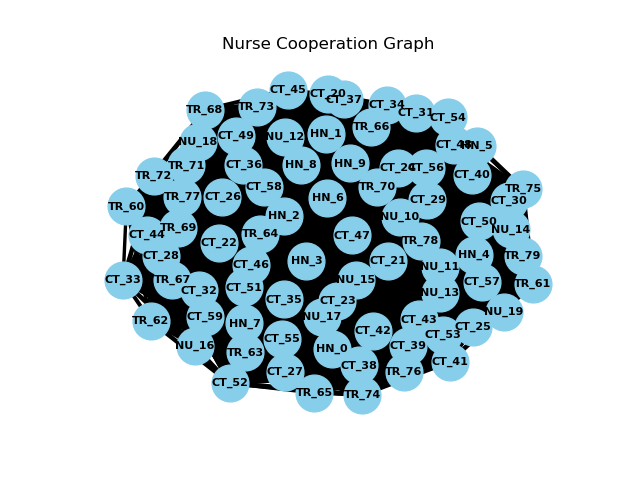 Nurse Cooperation Graph
CT_45
CT_20
CT_37
TR_68
TR_73
CT_34
CT_31
CT_54
NU_18
CT_49
NU_12
HN_1
TR_66
CT_48
HN_5
TR_72
TR_71
CT_36
HN_8
HN_9
CT_56
CT_40
TR_75
TR_77
CT_26
CT_58
HN_6
TR_70
CT_29
CT_30
TR_60
CT_44
TR_69
HN_2
NU_10
CT_50
NU_14
CT_22
TR_64
CT_47
TR_78
CT_28
CT_46
HN_3
CT_21
NU_11
HN_4
TR_79
CT_33
TR_67
CT_32
CT_51
CT_35
NU_15
CT_23
NU_13
CT_57
TR_61
TR_62
CT_59
HN_7
NU_17
CT_42
CT_43
CT_53
CT_25
NU_19
NU_16
TR_63
CT_55
HN_0
CT_39
CT_41
CT_52
CT_27
CT_38
TR_76
TR_65
TR_74